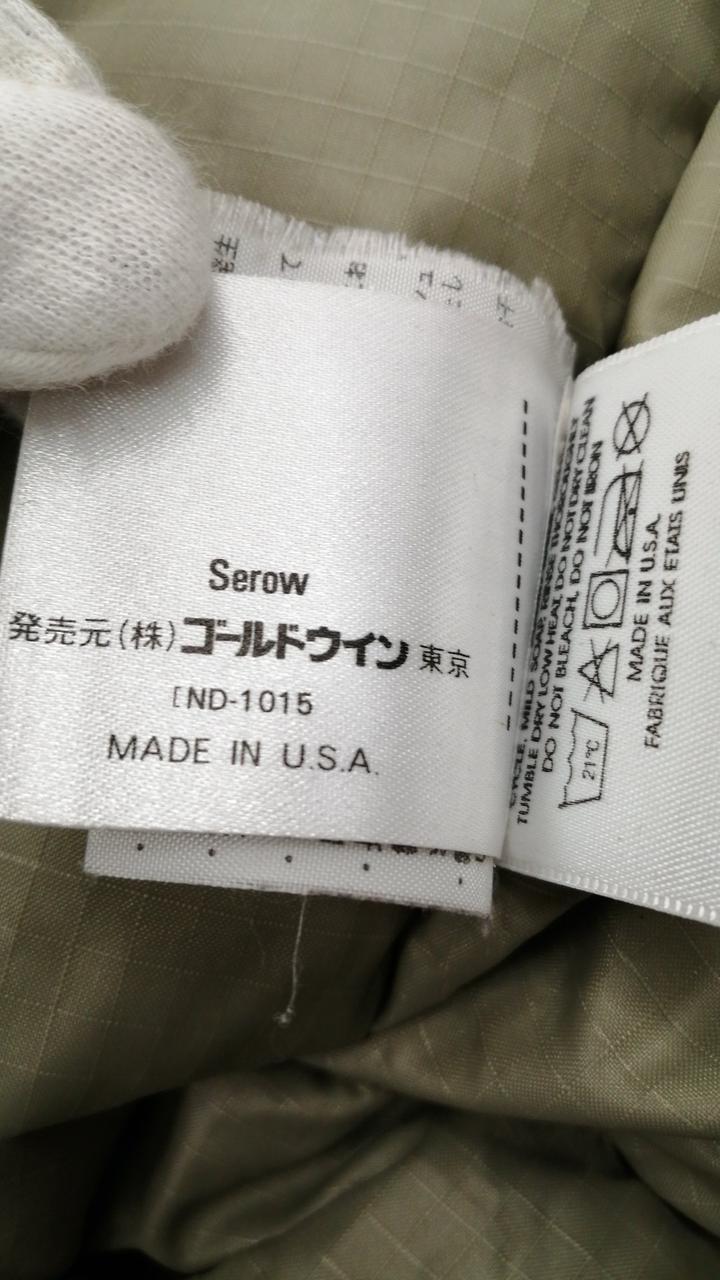 Serow
発売元(株)ゴールドウイン 東京
[ND-1015
MADE IN U.S.A.
CYCLE. MILD SOAP,
TUMBLE DRY LOW HEAT, DO NOT DRY CLEAN
DO NOT BLEACH, DO NOT IRON
21°C
MADE IN U.S.A.
FABRIQUE AUX ETATS UNIS